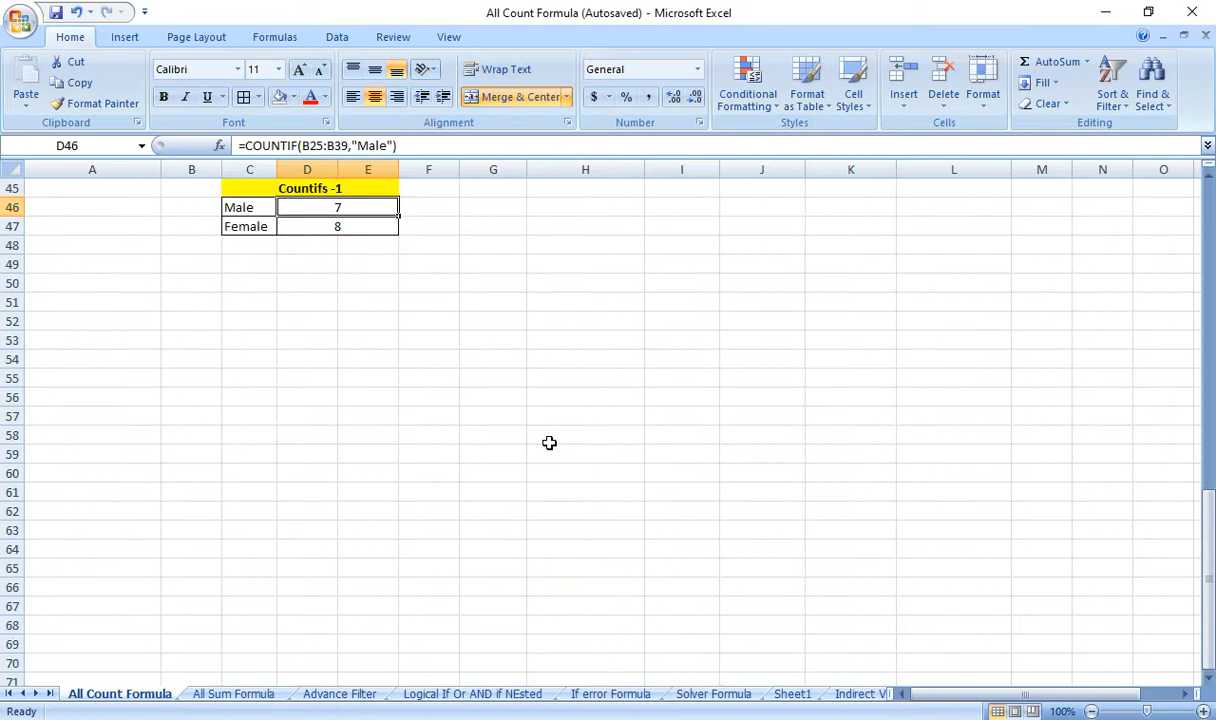 All Count Formula (Autosaved) - Microsoft Excel
Home Insert Page Layout Formulas Data Review View
Paste
Cut
Copy
Format Painter
Clipboard
Calibri 11
B I U
Font
Wrap Text
Merge & Center
Alignment
General
$ % ,
Number
Conditional Formatting
Format as Table
Cell Styles
Styles
Insert Delete Format
Cells
AutoSum
Fill
Clear
Sort & Filter
Find & Select
Editing
D46 fx =COUNTIF(B25:B39,"Male")
A B C D E F G H I J K L M N O
45 Countifs -1
46 Male 7
47 Female 8
48
49
50
51
52
53
54
55
56
57
58
59
60
61
62
63
64
65
66
67
68
69
70
71
All Count Formula All Sum Formula Advance Filter Logical If Or AND if NEsted If error Formula Solver Formula Sheet1 Indirect V
Ready 100%